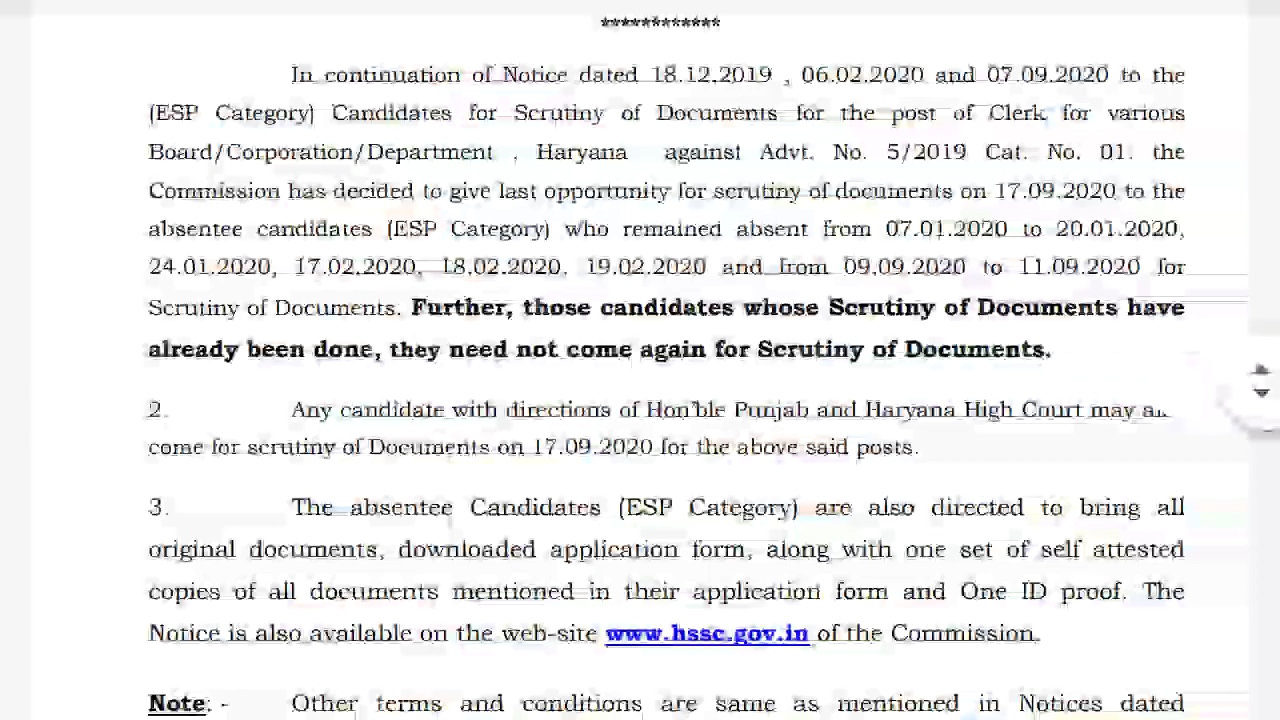 ************
In continuation of Notice dated 18.12.2019 , 06.02.2020 and 07.09.2020 to the
(ESP Category) Candidates for Scrutiny of Documents for the post of Clerk for various
Board/Corporation/Department , Haryana against Advt. No. 5/2019 Cat. No. 01. the
Commission has decided to give last opportunity for scrutiny of documents on 17.09.2020 to the
absentee candidates (ESP Category) who remained absent from 07.01.2020 to 20.01.2020,
24.01.2020, 17.02.2020, 18.02.2020. 19.02.2020 and from 09.09.2020 to 11.09.2020 for
Scrutiny of Documents. Further, those candidates whose Scrutiny of Documents have
already been done, they need not come again for Scrutiny of Documents.
2. Any candidate with directions of Hon'ble Punjab and Haryana High Court may
come for scrutiny of Documents on 17.09.2020 for the above said posts.
3. The absentee Candidates (ESP Category) are also directed to bring all
original documents, downloaded application form, along with one set of self attested
copies of all documents mentioned in their application form and One ID proof. The
Notice is also available on the web-site www.hssc.gov.in of the Commission.
Note: - Other terms and conditions are same as mentioned in Notices dated